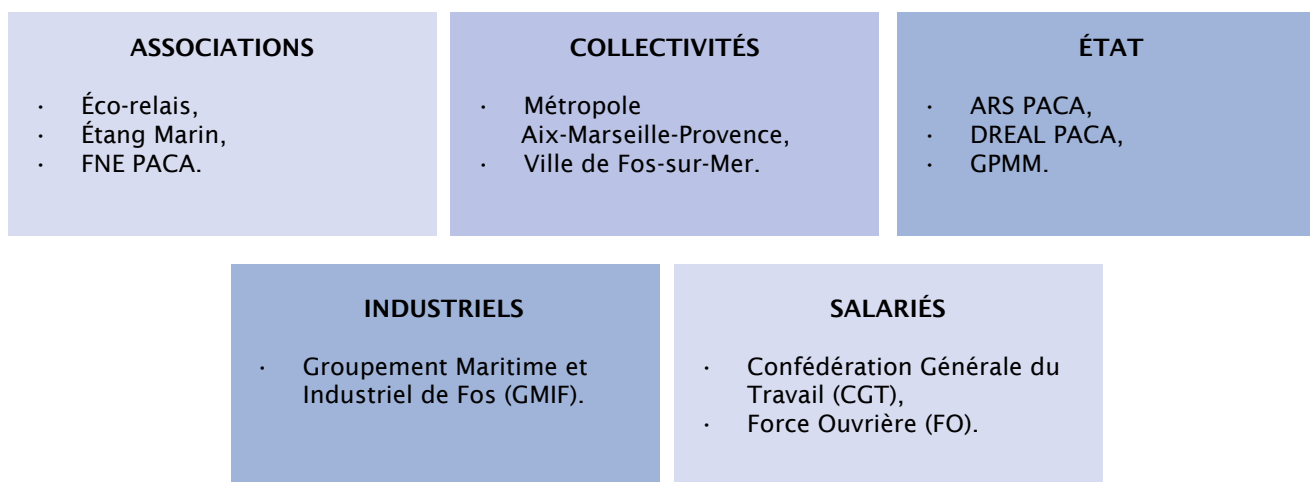 ASSOCIATIONS
· Éco-relais,
· Étang Marin,
· FNE PACA.
COLLECTIVITÉS
· Métropole
Aix-Marseille-Provence,
· Ville de Fos-sur-Mer.
ÉTAT
· ARS PACA,
· DREAL PACA,
· GPMM.
INDUSTRIELS
· Groupement Maritime et
Industriel de Fos (GMIF).
SALARIÉS
· Confédération Générale du
Travail (CGT),
· Force Ouvrière (FO).